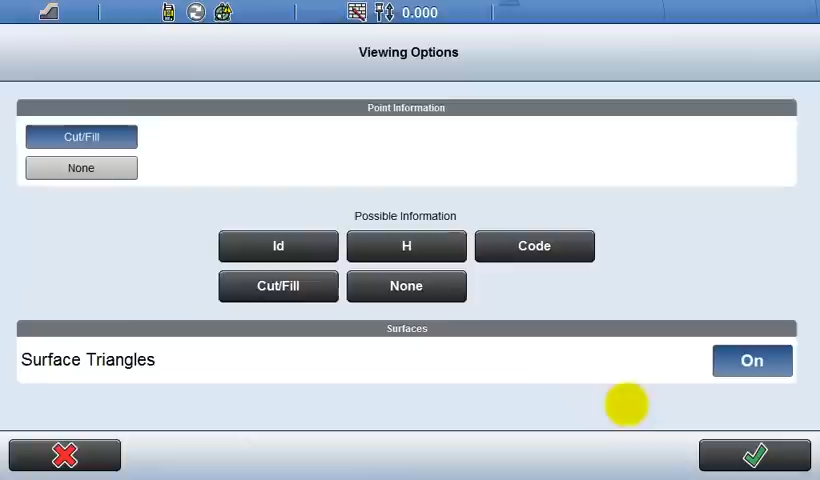 0.000
Viewing Options
Point Information
Cut/Fill
None
Possible Information
Id H Code
Cut/Fill None
Surfaces
Surface Triangles On